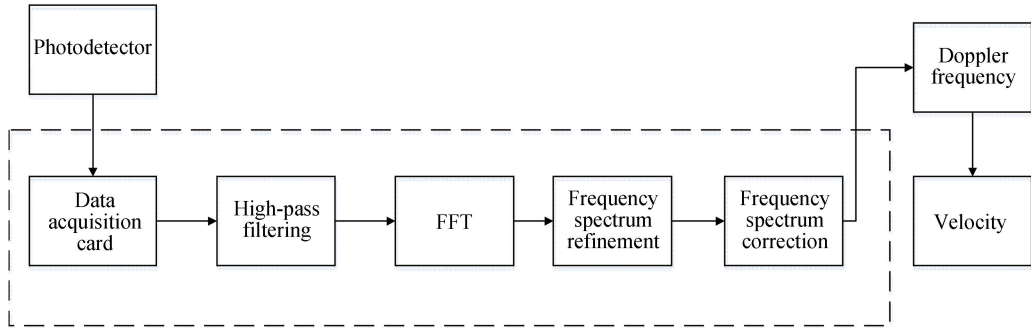 Photodetector
Data
acquisition
card
High-pass
filtering
FFT
Frequency
spectrum
refinement
Frequency
spectrum
correction
Doppler
frequency
Velocity